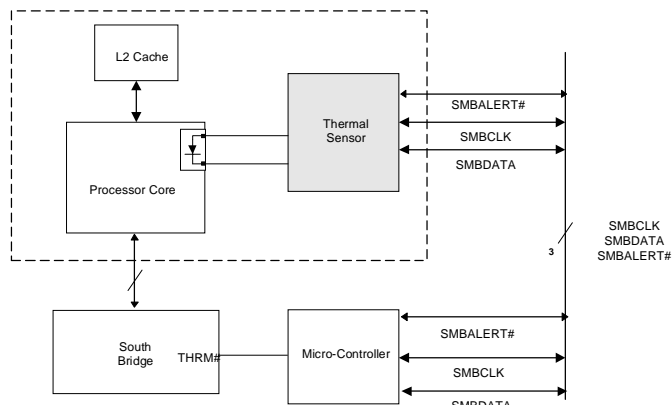 L2 Cache
Thermal
Sensor
SMBALERT#
SMBCLK
SMBDATA
Processor Core
SMBCLK
SMBDATA
SMBALERT#
3
South
Bridge
THRM#
Micro-Controller
SMBALERT#
SMBCLK
SMBDATA